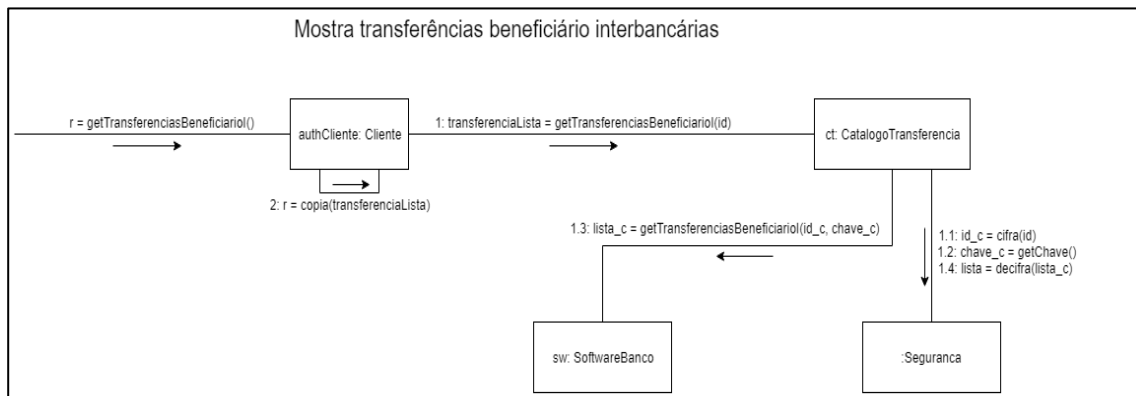 Mostra transferências beneficiário interbancárias
r = getTransferenciasBeneficiarioI()
authCliente: Cliente
1: transferenciaLista = getTransferenciasBeneficiarioI(id)
ct: CatalogoTransferencia
2: r = copia(transferenciaLista)
1.3: lista_c = getTransferenciasBeneficiarioI(id_c, chave_c)
1.1: id_c = cifra(id)
1.2: chave_c = getChave()
1.4: lista = decifra(lista_c)
sw: SoftwareBanco
:Seguranca